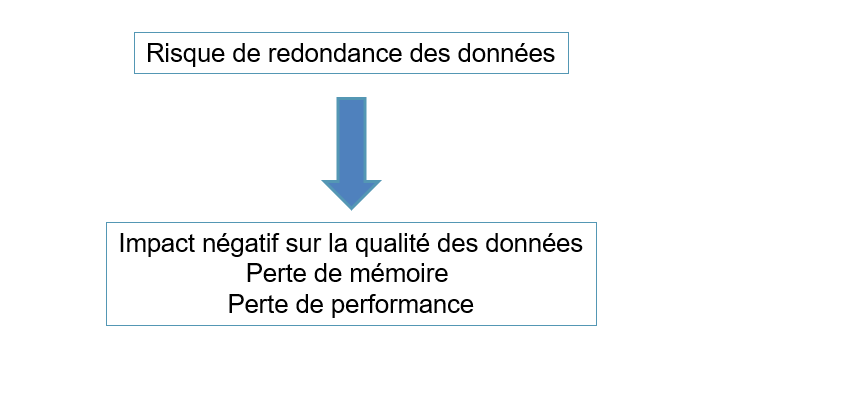 Risque de redondance des données
Impact négatif sur la qualité des données
Perte de mémoire
Perte de performance